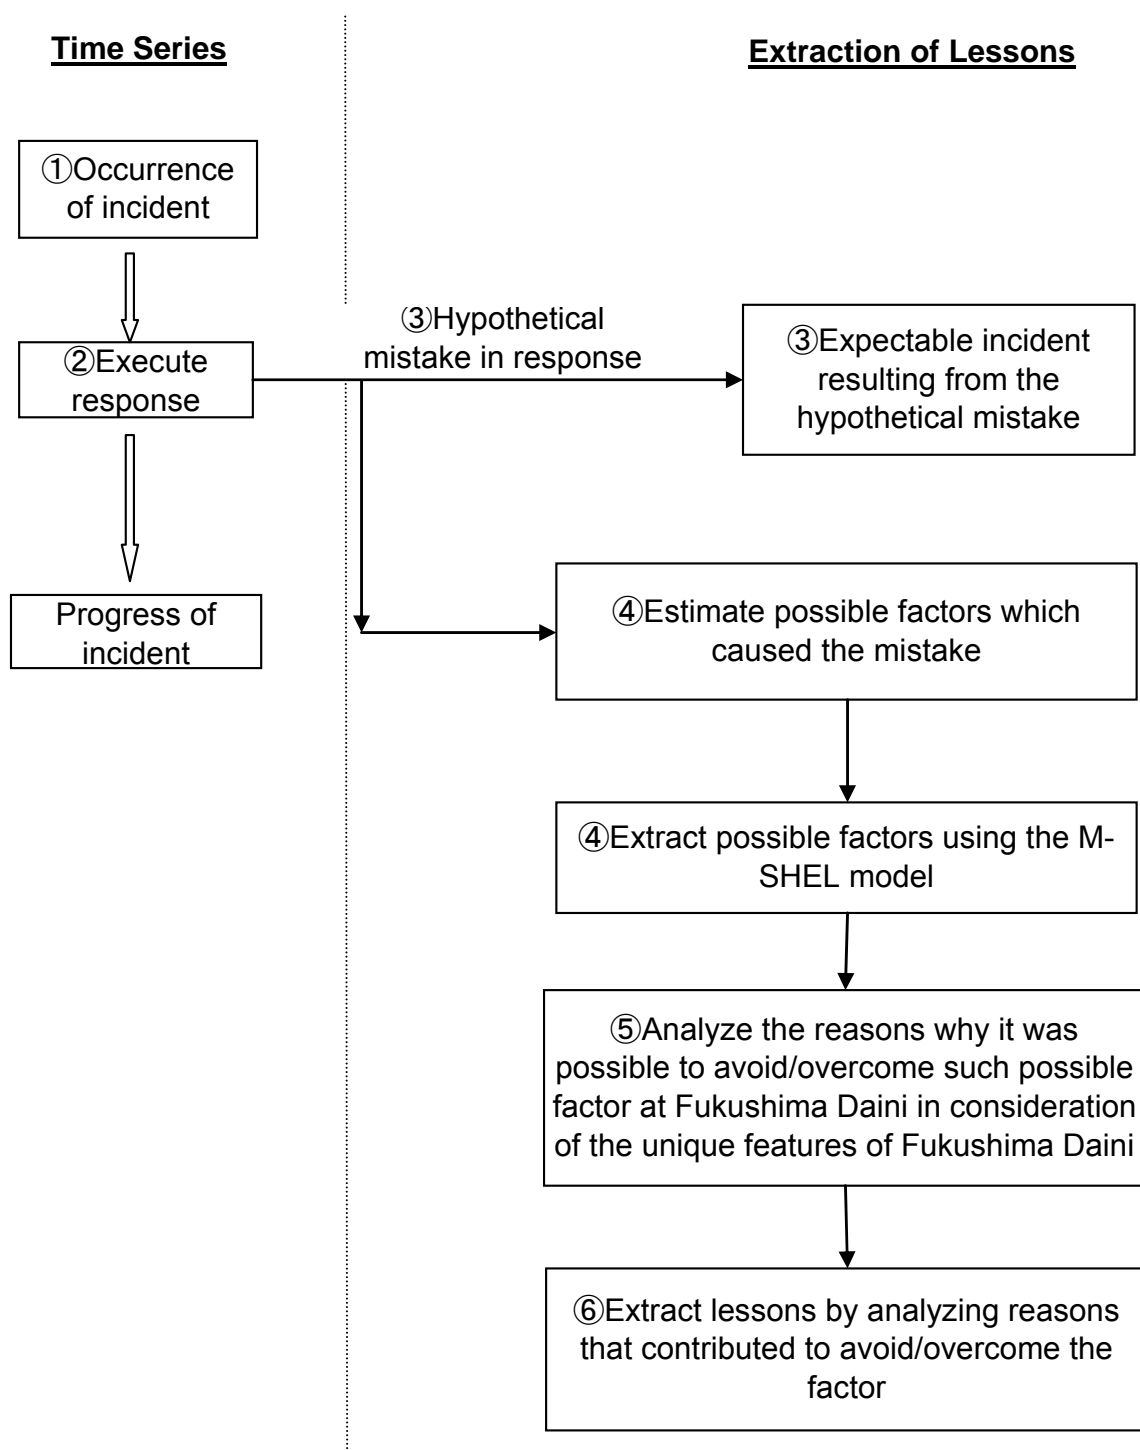 Time Series
Extraction of Lessons
①Occurrence
of incident
②Execute
response
Progress of
incident
③Hypothetical
mistake in response
③Expectable incident
resulting from the
hypothetical mistake
④Estimate possible factors which
caused the mistake
④Extract possible factors using the M-
SHEL model
⑤Analyze the reasons why it was
possible to avoid/overcome such possible
factor at Fukushima Daini in consideration
of the unique features of Fukushima Daini
⑥Extract lessons by analyzing reasons
that contributed to avoid/overcome the
factor